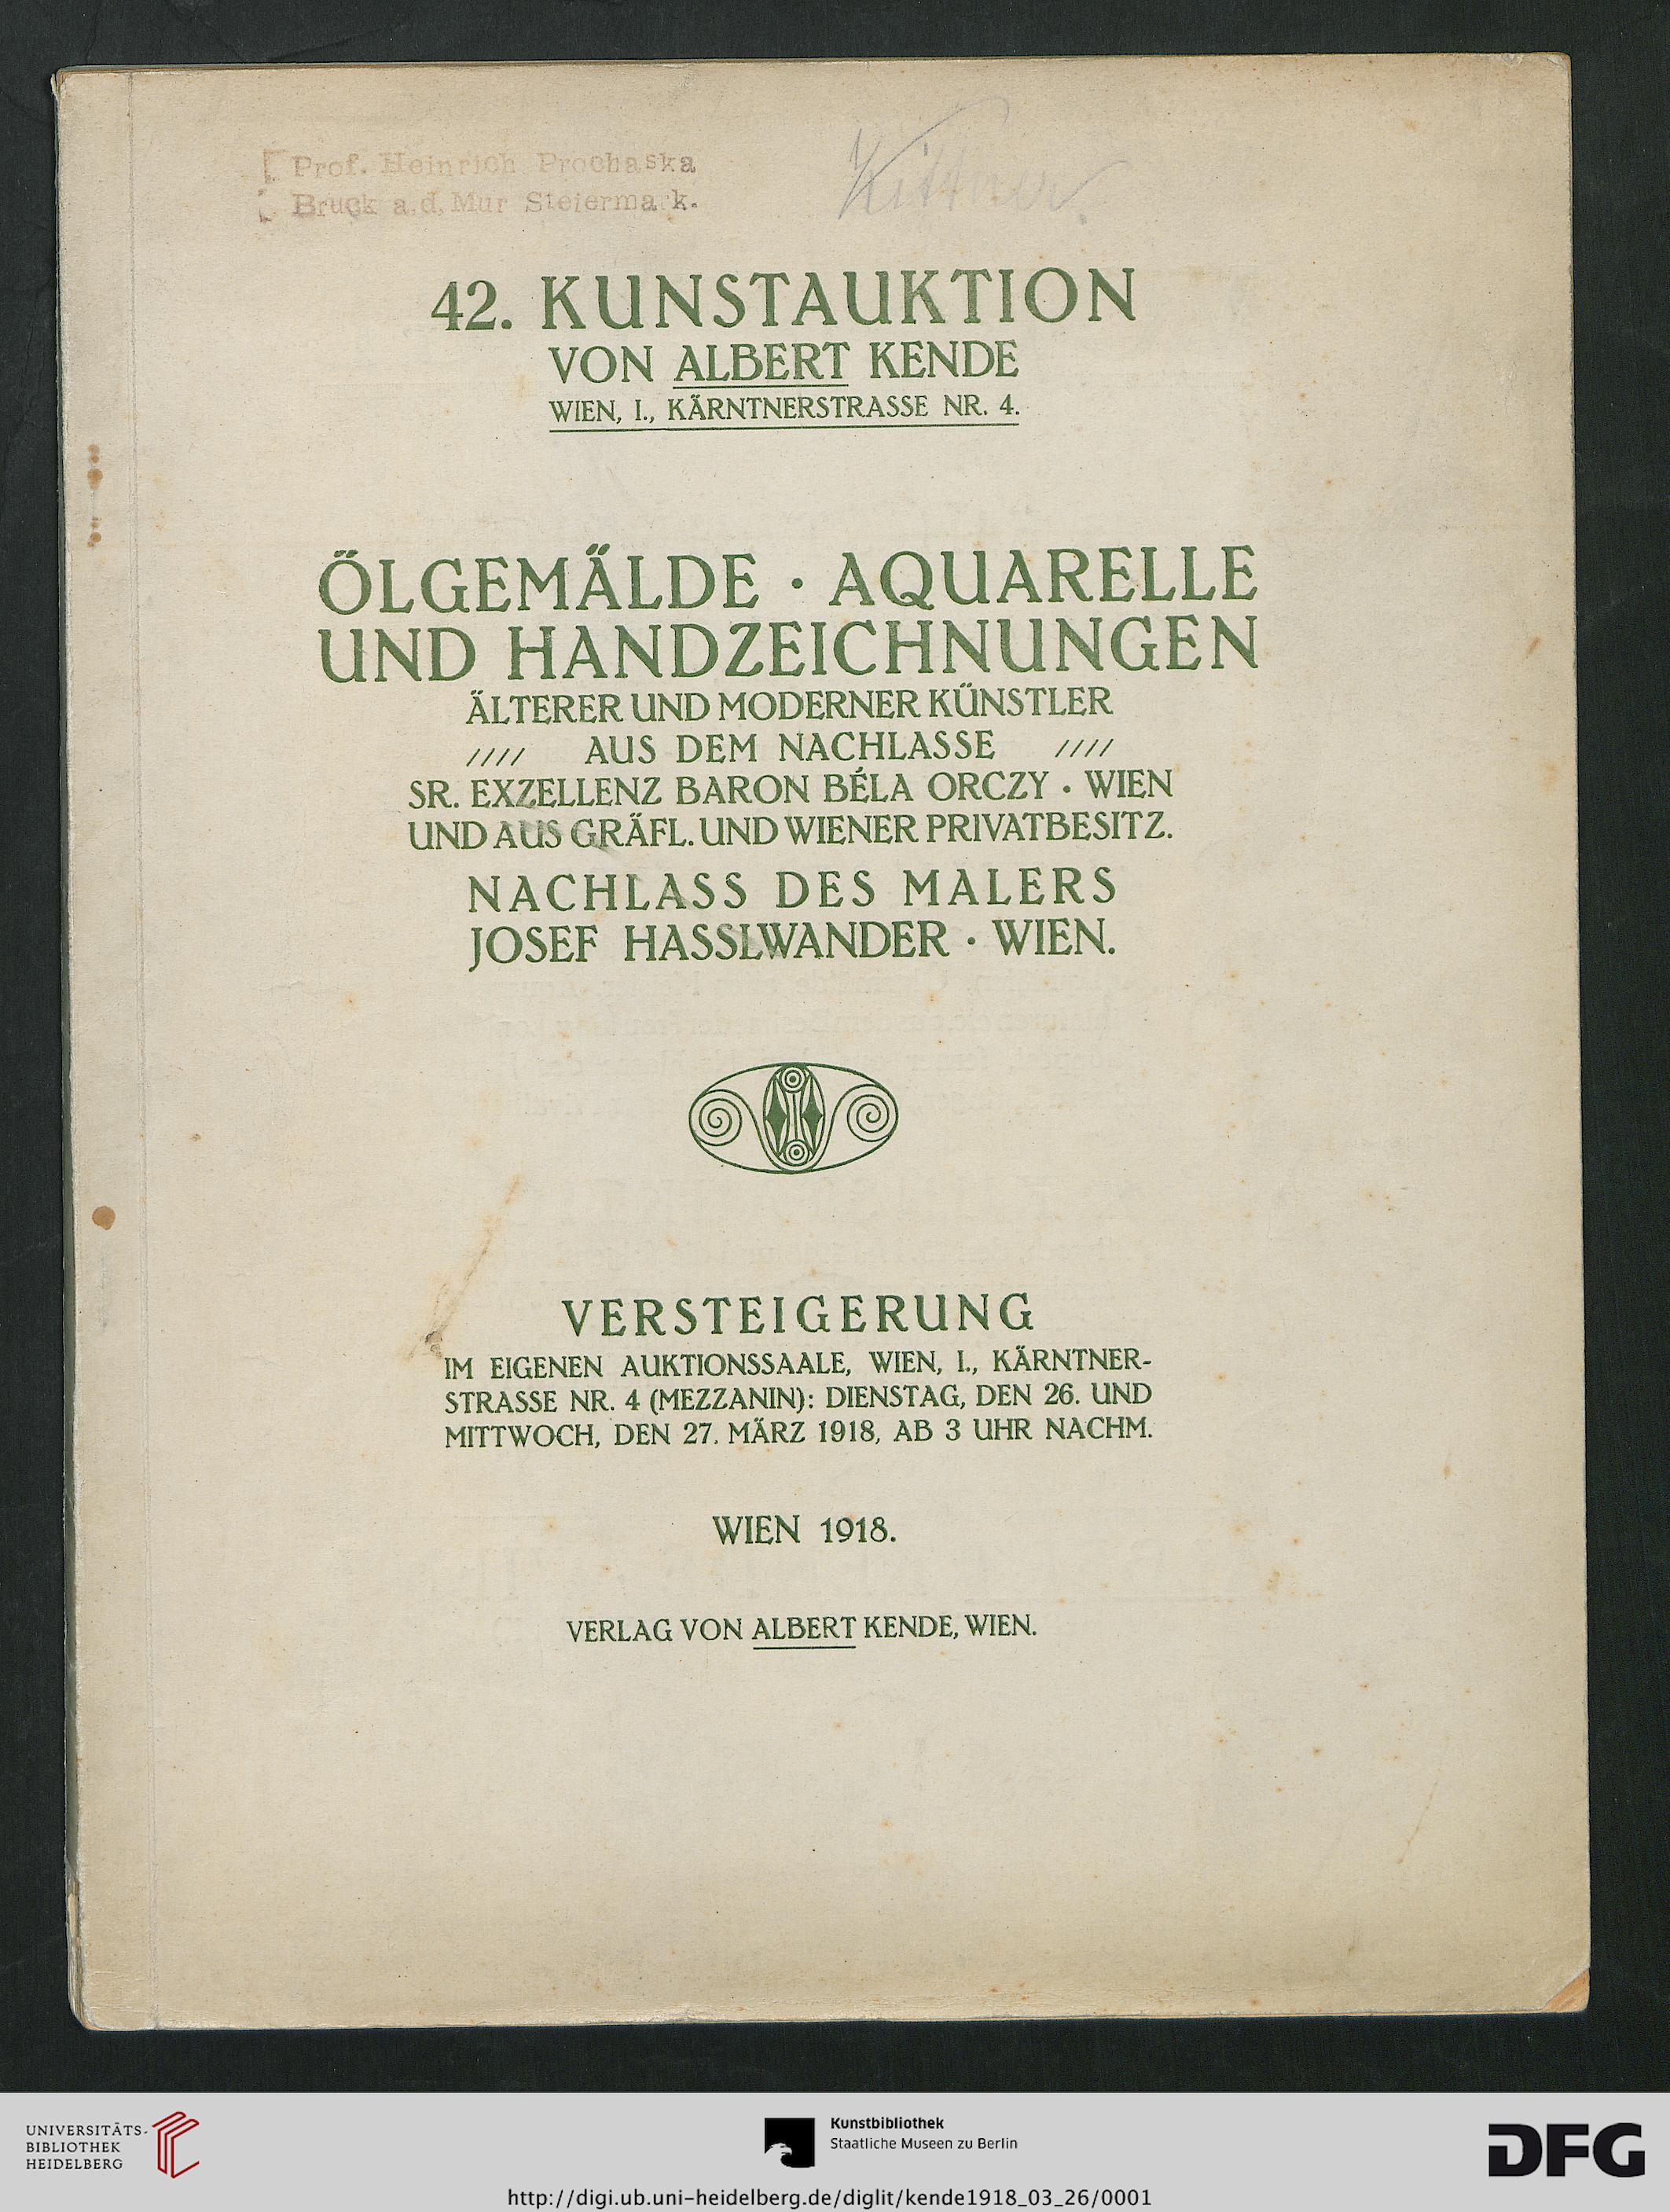 Prof. Heinrich Prochaska
Bruck a.d. Mur Steiermark.
42. KUNSTAUKTION
VON ALBERT KENDE
WIEN, I., KÄRNTNERSTRASSE NR. 4.
ÖLGEMÄLDE · AQUARELLE
UND HANDZEICHNUNGEN
ÄLTERER UND MODERNER KÜNSTLER
//// AUS DEM NACHLASSE ////
SR. EXZELLENZ BARON BÉLA ORCZY · WIEN
UND AUS GRÄFL. UND WIENER PRIVATBESITZ.
NACHLASS DES MALERS
JOSEF HASSLWANDER · WIEN.
VERSTEIGERUNG
IM EIGENEN AUKTIONSSAALE, WIEN, I., KÄRNTNER-
STRASSE NR. 4 (MEZZANIN): DIENSTAG, DEN 26. UND
MITTWOCH, DEN 27. MÄRZ 1918, AB 3 UHR NACHM.
WIEN 1918.
VERLAG VON ALBERT KENDE, WIEN.
UNIVERSITÄTS-
BIBLIOTHEK
HEIDELBERG
Kunstbibliothek
Staatliche Museen zu Berlin
DFG
http://digi.ub.uni-heidelberg.de/diglit/kende1918_03_26/0001